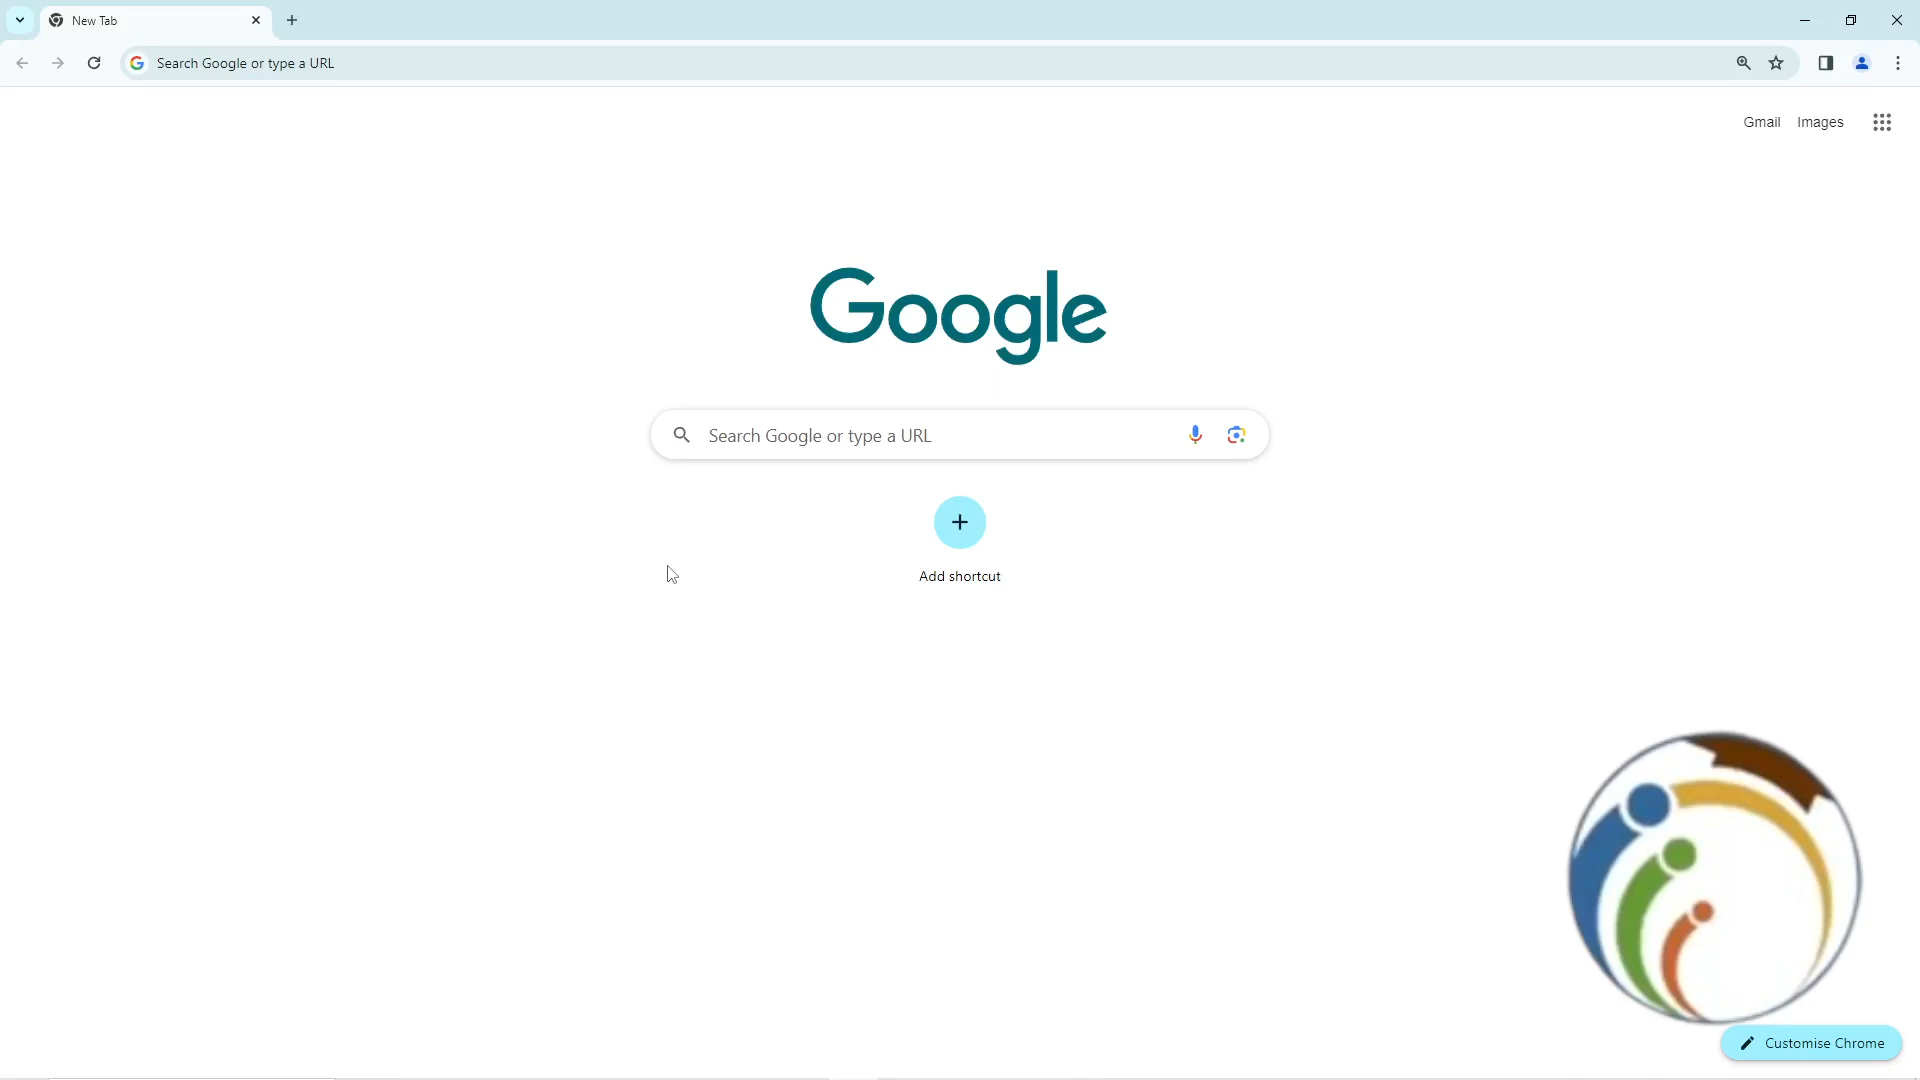 New Tab
Search Google or type a URL
Gmail Images
Google
Search Google or type a URL
Add shortcut
Customise Chrome